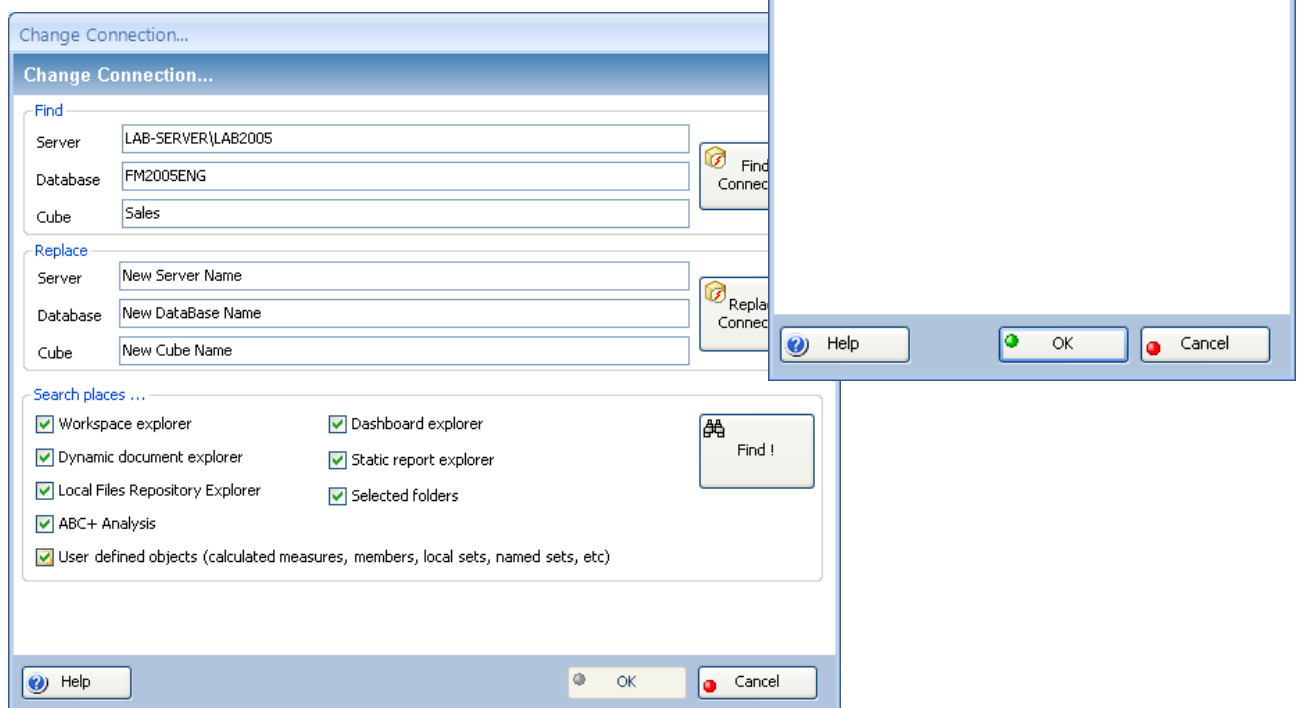 Change Connection...
Change Connection...
Find
Server LAB-SERVER\LAB2005
Database FM2005ENG
Cube Sales
Find
Connec
Replace
Server New Server Name
Database New DataBase Name
Cube New Cube Name
Repla
Connec
Search places ...
Workspace explorer
Dashboard explorer
Dynamic document explorer
Static report explorer
Local Files Repository Explorer
Selected folders
ABC+ Analysis
User defined objects (calculated measures, members, local sets, named sets, etc)
Find !
Help OK Cancel
Help OK Cancel